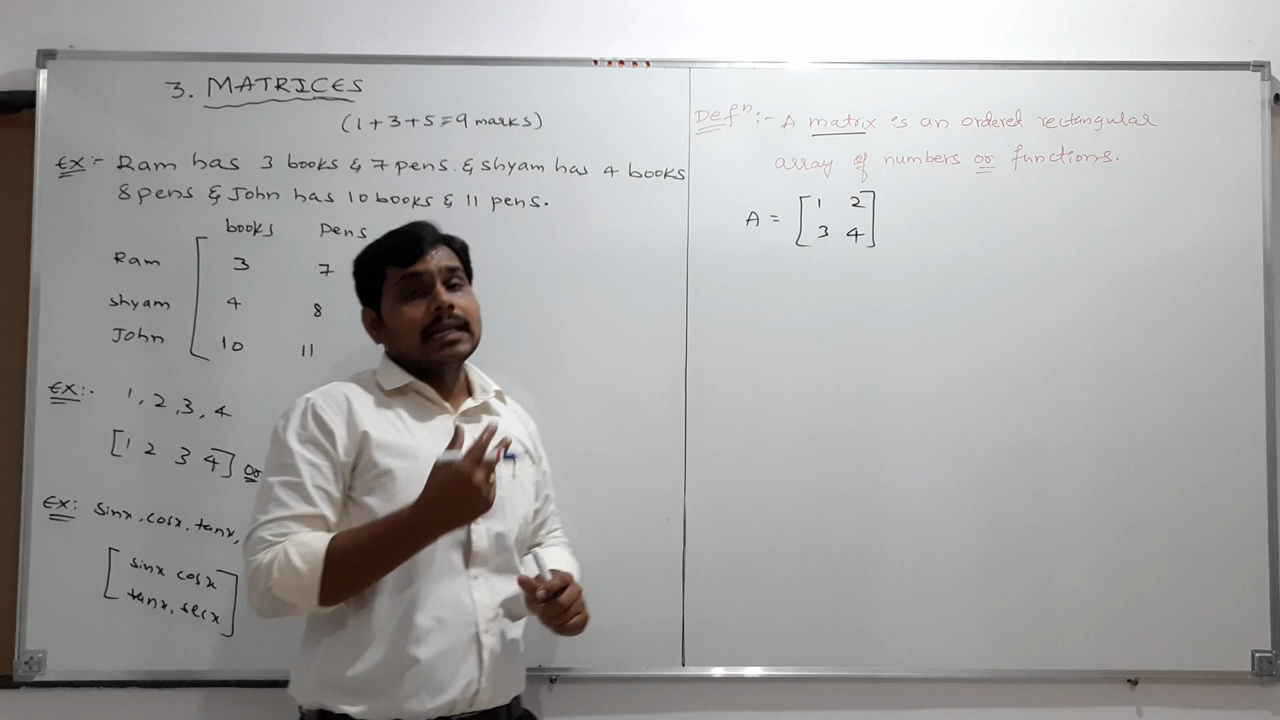 3. MATRICES
(1+3+5=9 marks)
Ex:- Ram has 3 books & 7 pens. & shyam has 4 books
8 pens & John has 10 books & 11 pens.
books pens
Ram 3 7
shyam 4 8
John 10 11
Ex:- 1, 2, 3, 4
[1 2 3 4] or
Ex: sinx, cosx, tanx,
sinx cosx
tanx, secx
Defn:- A matrix is an ordered rectangular
array of numbers or functions.
A = [1 2
3 4]